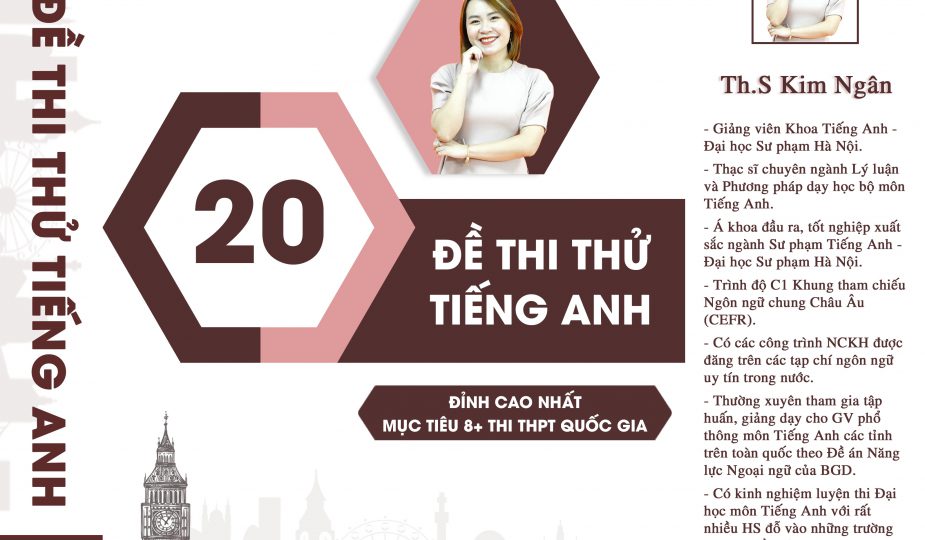 ĐỀ THI THỬ TIẾNG ANH
20
ĐỀ THI THỬ
TIẾNG ANH
ĐỈNH CAO NHẤT
MỤC TIÊU 8+ THI THPT QUỐC GIA
Th.S Kim Ngân
- Giảng viên Khoa Tiếng Anh -
Đại học Sư phạm Hà Nội.
- Thạc sĩ chuyên ngành Lý luận
và Phương pháp dạy học bộ môn
Tiếng Anh.
- Á khoa đầu ra, tốt nghiệp xuất
sắc ngành Sư phạm Tiếng Anh -
Đại học Sư phạm Hà Nội.
- Trình độ C1 Khung tham chiếu
Ngôn ngữ chung Châu Âu
(CEFR).
- Có các công trình NCKH được
đăng trên các tạp chí ngôn ngữ
uy tín trong nước.
- Thường xuyên tham gia tập
huấn, giảng dạy cho GV phổ
thông môn Tiếng Anh các tỉnh
trên toàn quốc theo Đề án Năng
lực Ngoại ngữ của BGD.
- Có kinh nghiệm luyện thi Đại
học môn Tiếng Anh với rất
nhiều HS đỗ vào những trường